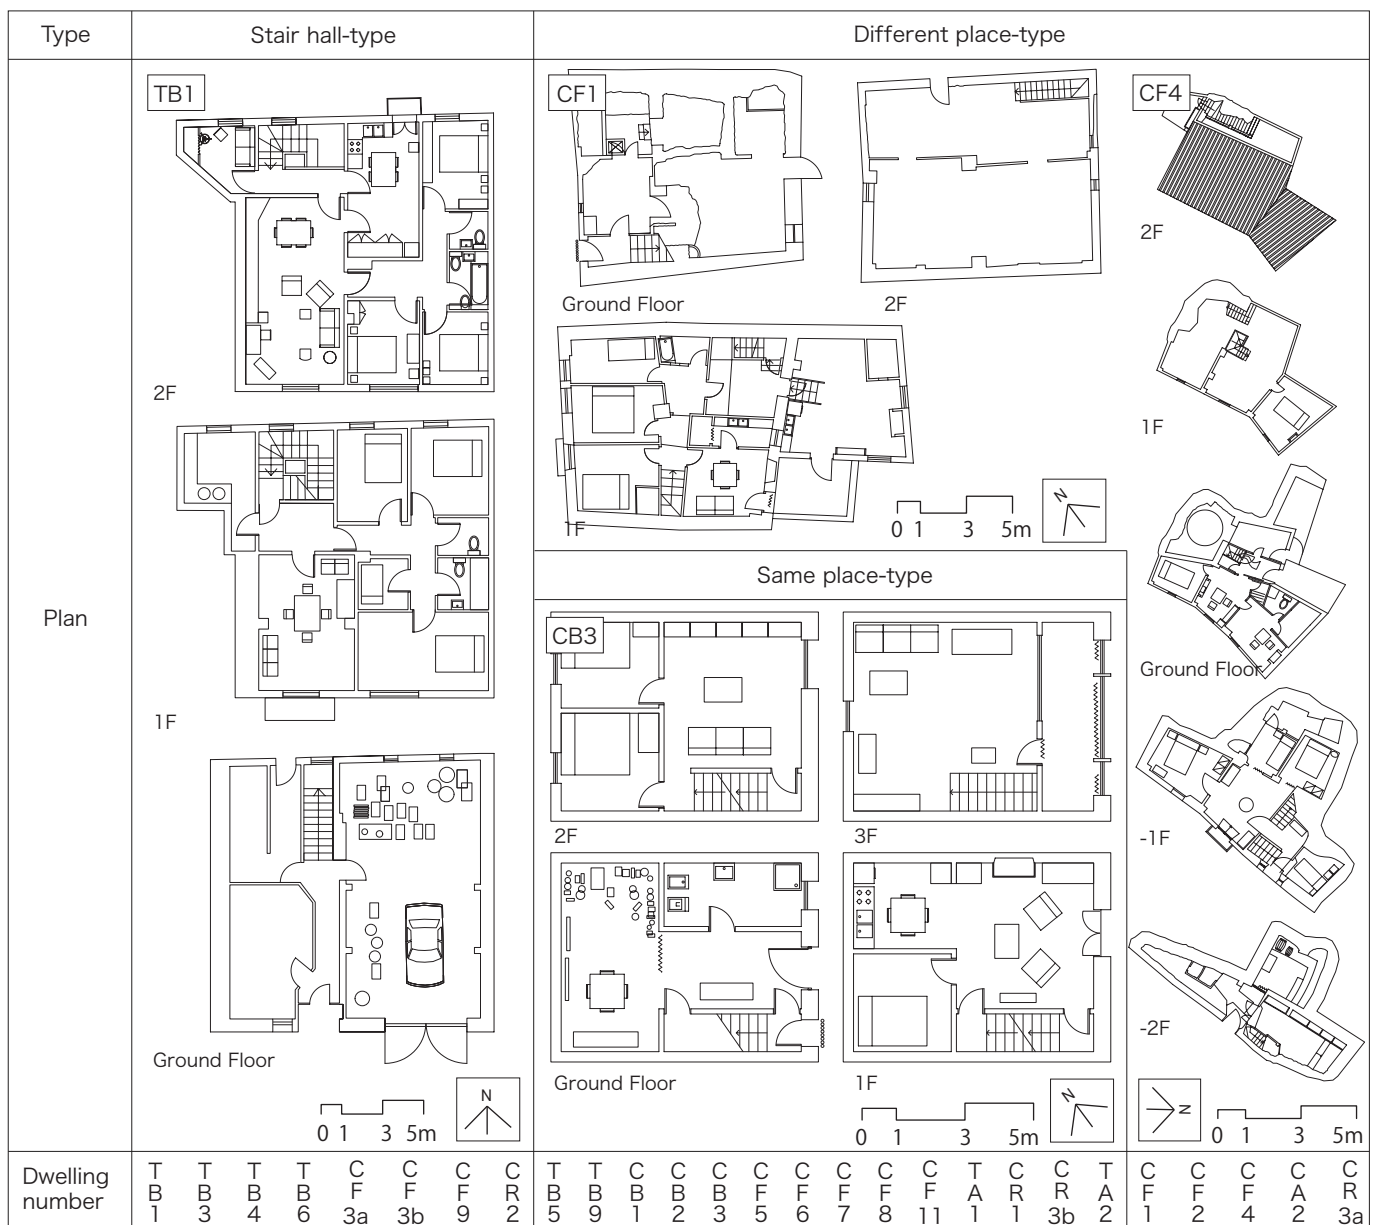 Type
Stair hall-type
Different place-type
Plan
TB1
2F
1F
Ground Floor
N
0 1 3 5m
CF1
Ground Floor
2F
1F
0 1 3 5m
N
CF4
2F
1F
Ground Floor
-1F
-2F
N
0 1 3 5m
Same place-type
CB3
2F
3F
Ground Floor
1F
0 1 3 5m
N
Dwelling
number
TB1 TB3 TB4 TB6 CF3a CF3b CF9 CR2 TB5 TB9 CB1 CB2 CB3 CF5 CF6 CF7 CF8 CF11 TA1 CR1 CR3b TA2 CF1 CF2 CF4 CA2 CR3a